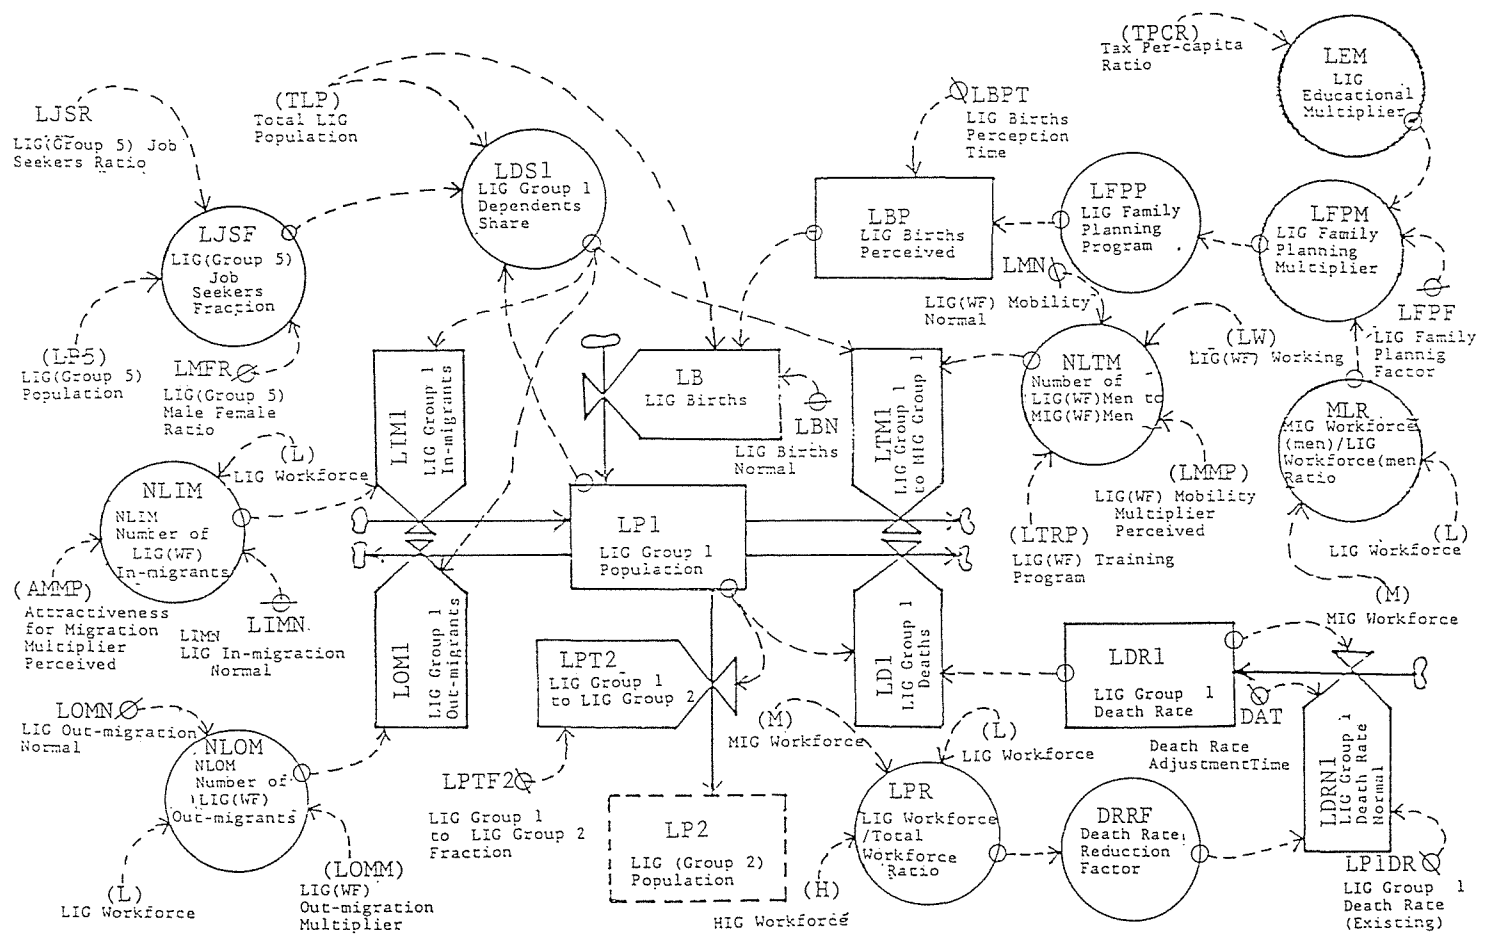 (TPCR)
Tax Per-capita
Ratio
LEM
LIG
Educational
Multiplier
LJSR
LIG(Group 5) Job
Seekers Ratio
(TLP)
Total LIG
Population
LDS1
LIG Group 1
Dependents
Share
LBPT
LIG Births
Perception
Time
LJSF
LIG(Group 5)
Job
Seekers
Fraction
LBP
LIG Births
Perceived
LFPP
LIG Family
Planning
Program
LFPM
LIG Family
Planning
Multiplier
LMN
LIG(WF) Mobility
Normal
LFPF
LIG Family
Plannig
Factor
(LP5)
LIG(Group 5)
Population
LMFR
LIG(Group 5)
Male Female
Ratio
LIM1
LIG Group 1
In-migrants
LB
LIG Births
LBN
LIG Births
Normal
LTM1
LIG Group 1
to MIG Group 1
NLTM
Number of
LIG(WF)Men to
MIG(WF)Men
(LW)
LIG(WF) Working
MLR
MIG Workforce
(men)/LIG
Workforce(men
Ratio
(L)
LIG Workforce
NLIM
NLIM
Number of
LIG(WF)
In-migrants
(AMMP)
Attractiveness
for Migration
Multiplier
Perceived
LIMN
LIMN
LIG In-migration
Normal
LP1
LIG Group 1
Population
(LTRP)
LIG(WF) Training
Program
(LMMP)
LIG(WF) Mobility
Multiplier
Perceived
(L)
LIG Workforce
(M)
MIG Workforce
LOM1
LIG Group 1
Out-migrants
LPT2
LIG Group 1
to LIG Group 2
LD1
LIG Group 1
Deaths
LDR1
LIG Group 1
Death Rate
DAT
Death Rate
AdjustmentTime
LDRN1
LIG Group 1
Death Rate
Normal
LOMN
LIG Out-migration
Normal
NLOM
NLOM
Number of
LIG(WF)
Out-migrants
(L)
LIG Workforce
(LOMM)
LIG(WF)
Out-migration
Multiplier
LPTF2
LIG Group 1
to LIG Group 2
Fraction
LP2
LIG (Group 2)
Population
(M)
MIG Workforce
(L)
LIG Workforce
LPR
LIG Workforce
/Total
Workforce
Ratio
(H)
HIG Workforce
DRRF
Death Rate
Reduction
Factor
LP1DR
LIG Group 1
Death Rate
(Existing)